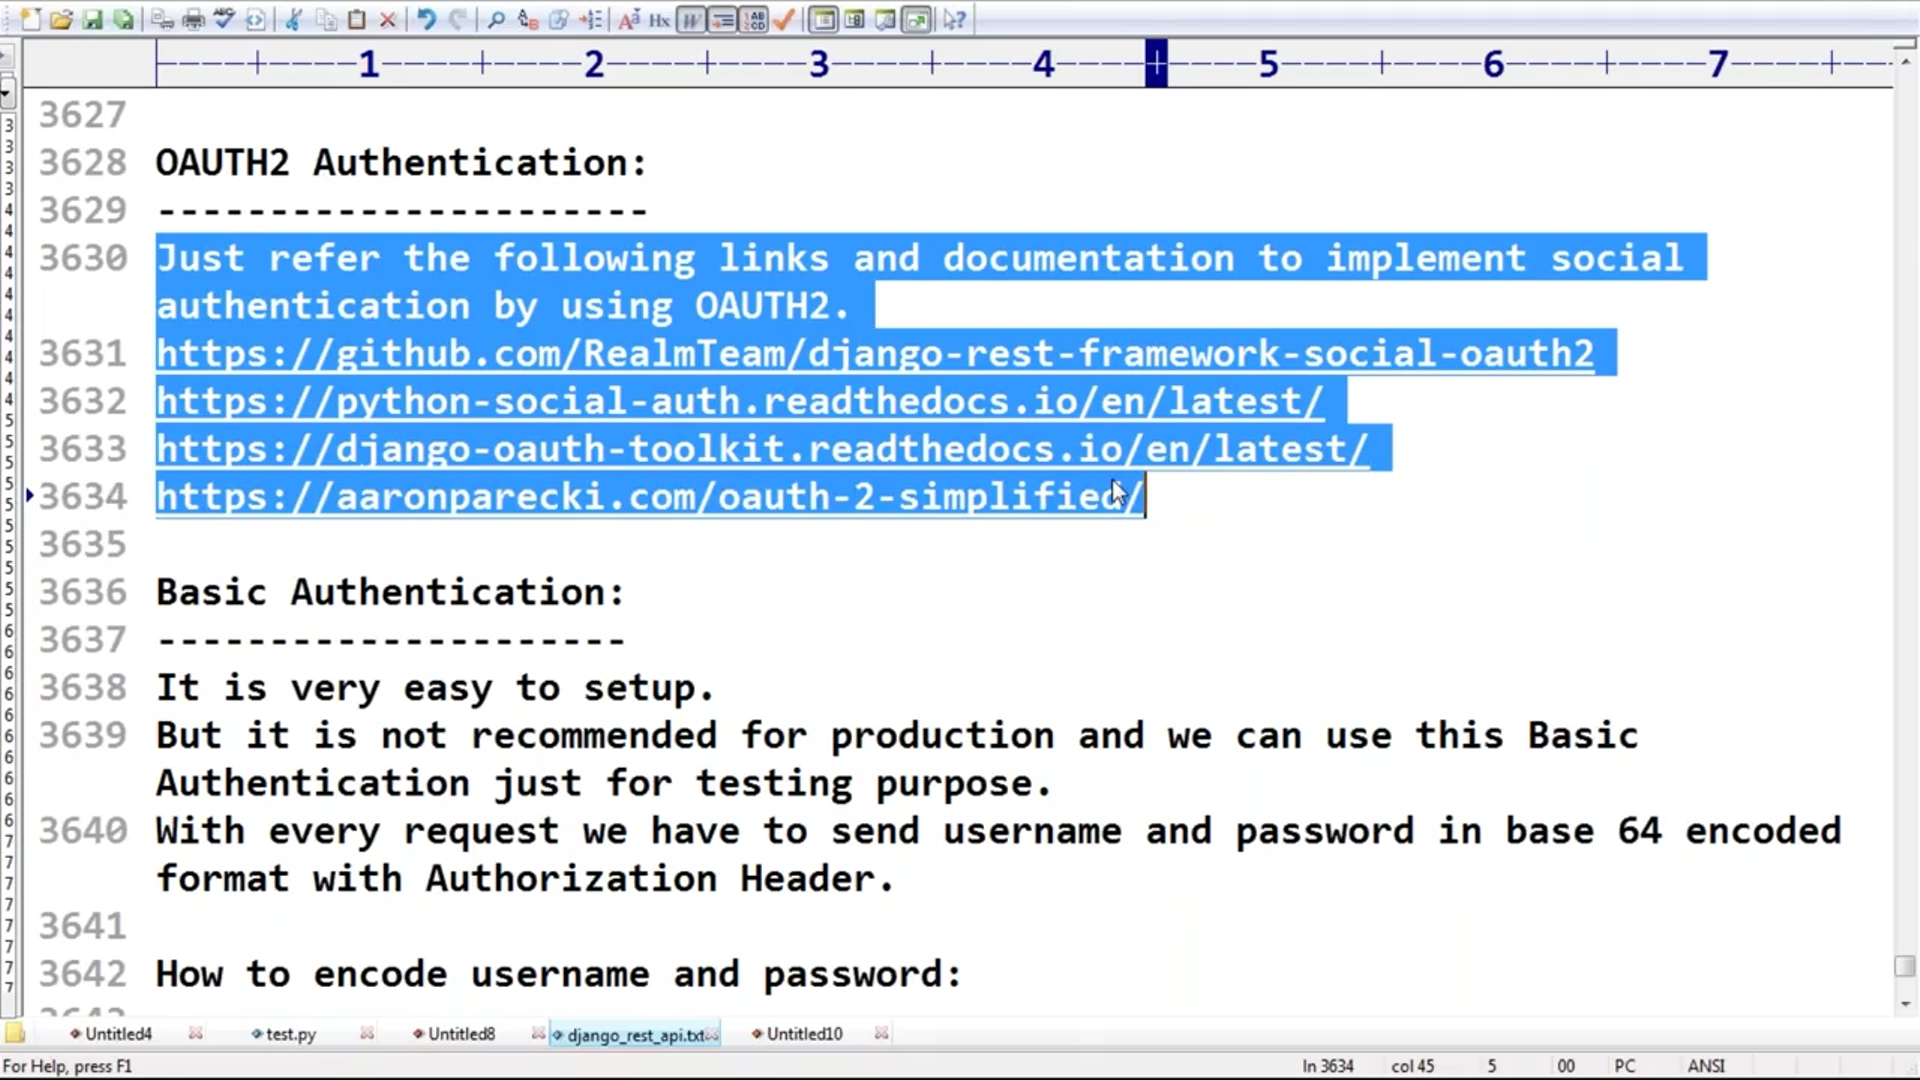 1 2 3 4 5 6 7
3627
3628 OAUTH2 Authentication:
3629 ----------------------
3630 Just refer the following links and documentation to implement social
authentication by using OAUTH2.
3631 https://github.com/RealmTeam/django-rest-framework-social-oauth2
3632 https://python-social-auth.readthedocs.io/en/latest/
3633 https://django-oauth-toolkit.readthedocs.io/en/latest/
3634 https://aaronparecki.com/oauth-2-simplified/
3635
3636 Basic Authentication:
3637 ---------------------
3638 It is very easy to setup.
3639 But it is not recommended for production and we can use this Basic
Authentication just for testing purpose.
3640 With every request we have to send username and password in base 64 encoded
format with Authorization Header.
3641
3642 How to encode username and password:
Untitled4 test.py Untitled8 django_rest_api.txt Untitled10
For Help, press F1 ln 3634 col 45 5 00 PC ANSI